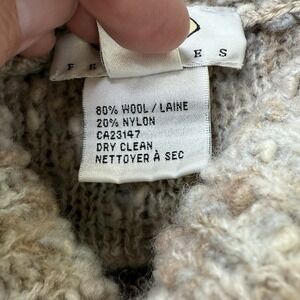 80% WOOL / LAINE
20% NYLON
CA23147
DRY CLEAN
NETTOYER À SEC